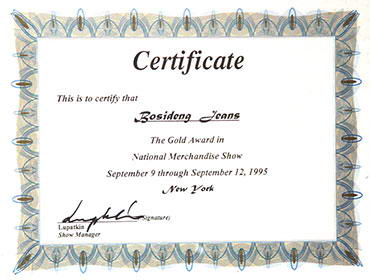 Certificate
This is to certify that
Bosideng Jeans
The Gold Award in
National Merchandise Show
September 9 through September 12, 1995
New York
(Signature)
Lupatkin
Show Manager